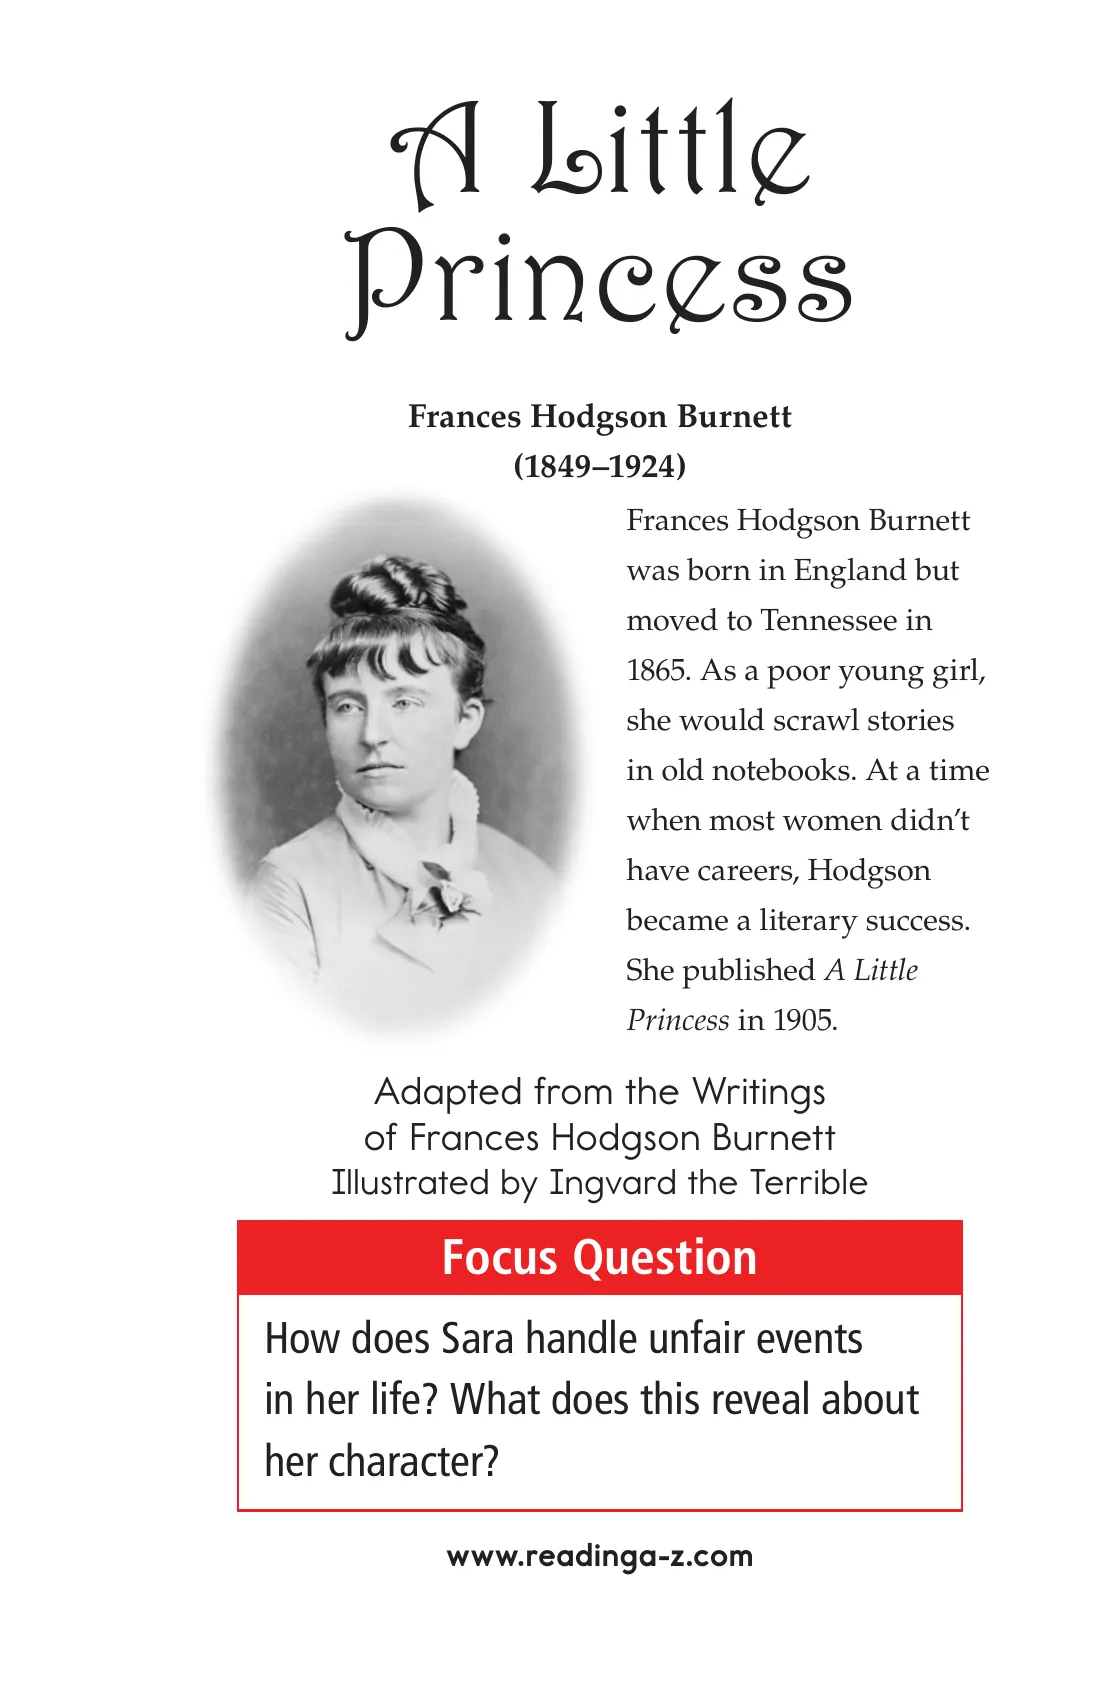 A Little
Princess
Frances Hodgson Burnett
(1849–1924)
Frances Hodgson Burnett
was born in England but
moved to Tennessee in
1865. As a poor young girl,
she would scrawl stories
in old notebooks. At a time
when most women didn’t
have careers, Hodgson
became a literary success.
She published A Little
Princess in 1905.
Adapted from the Writings
of Frances Hodgson Burnett
Illustrated by Ingvard the Terrible
Focus Question
How does Sara handle unfair events
in her life? What does this reveal about
her character?
www.readinga-z.com